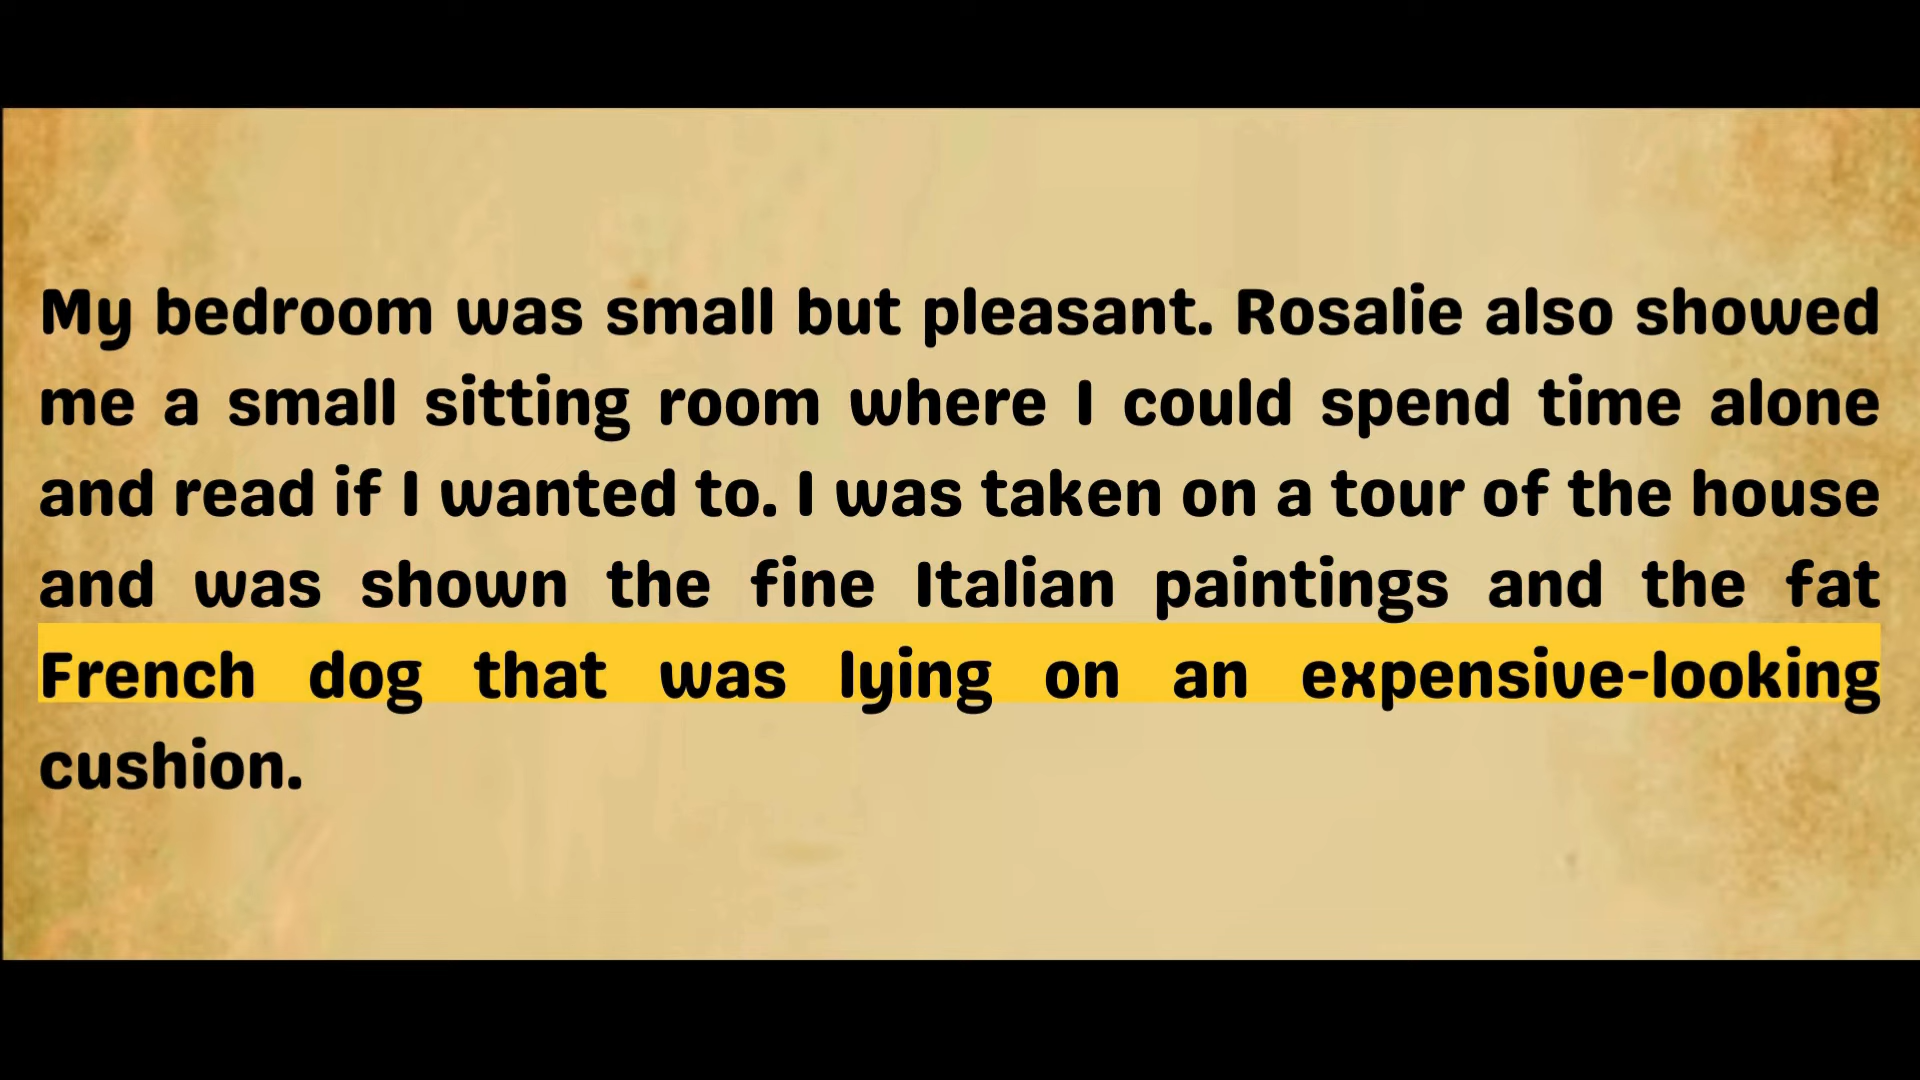 My bedroom was small but pleasant. Rosalie also showed
me a small sitting room where I could spend time alone
and read if I wanted to. I was taken on a tour of the house
and was shown the fine Italian paintings and the fat
French dog that was lying on an expensive-looking
cushion.